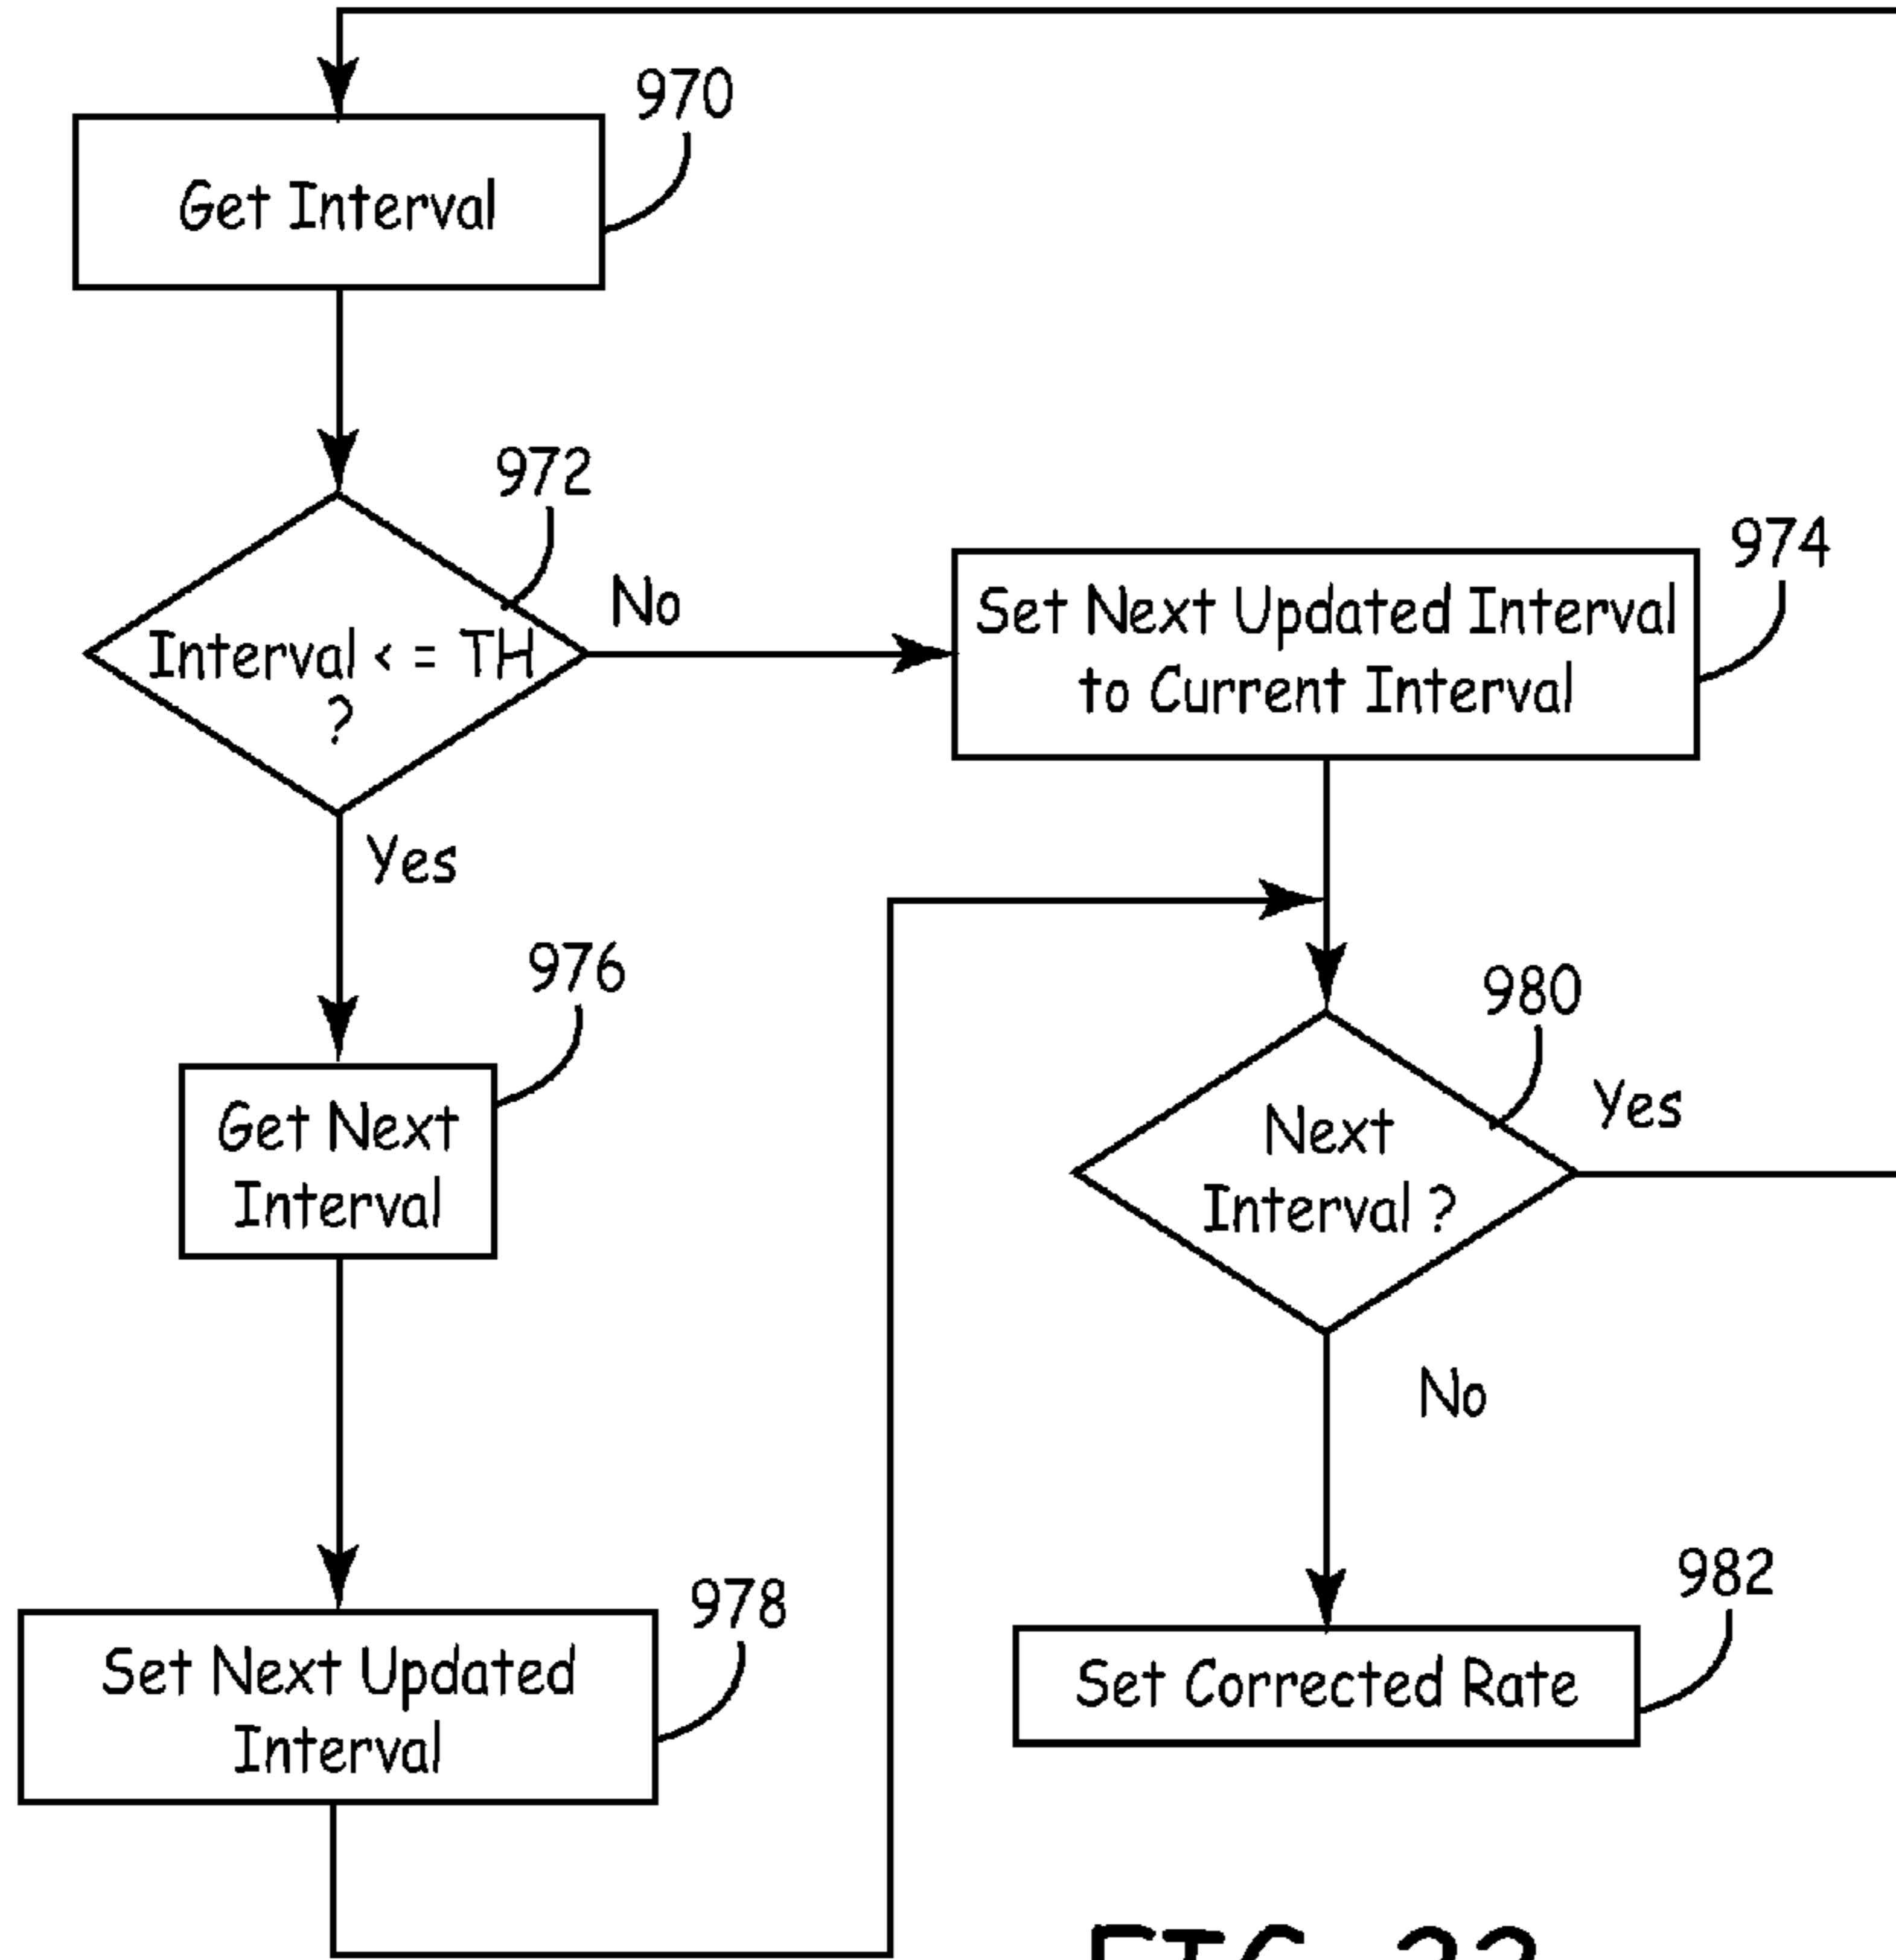 970
Get Interval
972
Interval < = TH
?
No
Yes
974
Set Next Updated Interval
to Current Interval
976
Get Next
Interval
980
Next
Interval ?
Yes
No
978
Set Next Updated
Interval
982
Set Corrected Rate